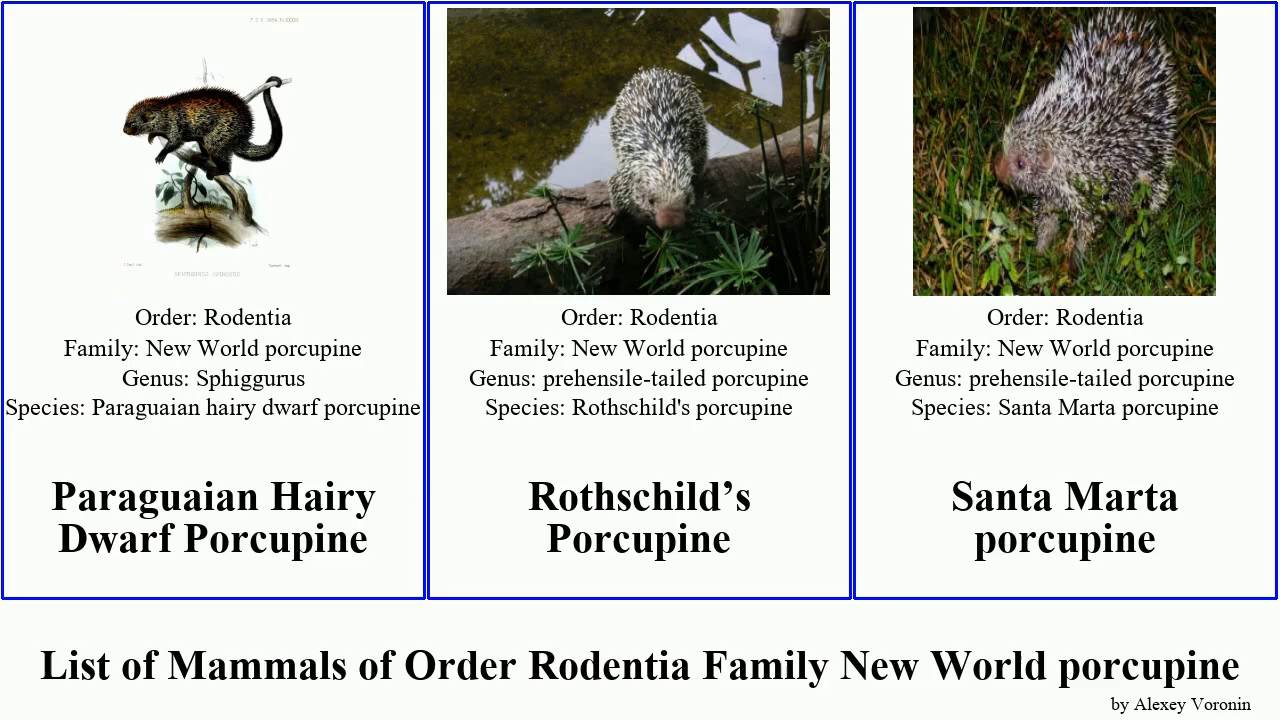 Order: Rodentia
Family: New World porcupine
Genus: Sphiggurus
Species: Paraguaian hairy dwarf porcupine
Paraguaian Hairy
Dwarf Porcupine
Order: Rodentia
Family: New World porcupine
Genus: prehensile-tailed porcupine
Species: Rothschild's porcupine
Rothschild’s
Porcupine
Order: Rodentia
Family: New World porcupine
Genus: prehensile-tailed porcupine
Species: Santa Marta porcupine
Santa Marta
porcupine
List of Mammals of Order Rodentia Family New World porcupine
by Alexey Voronin